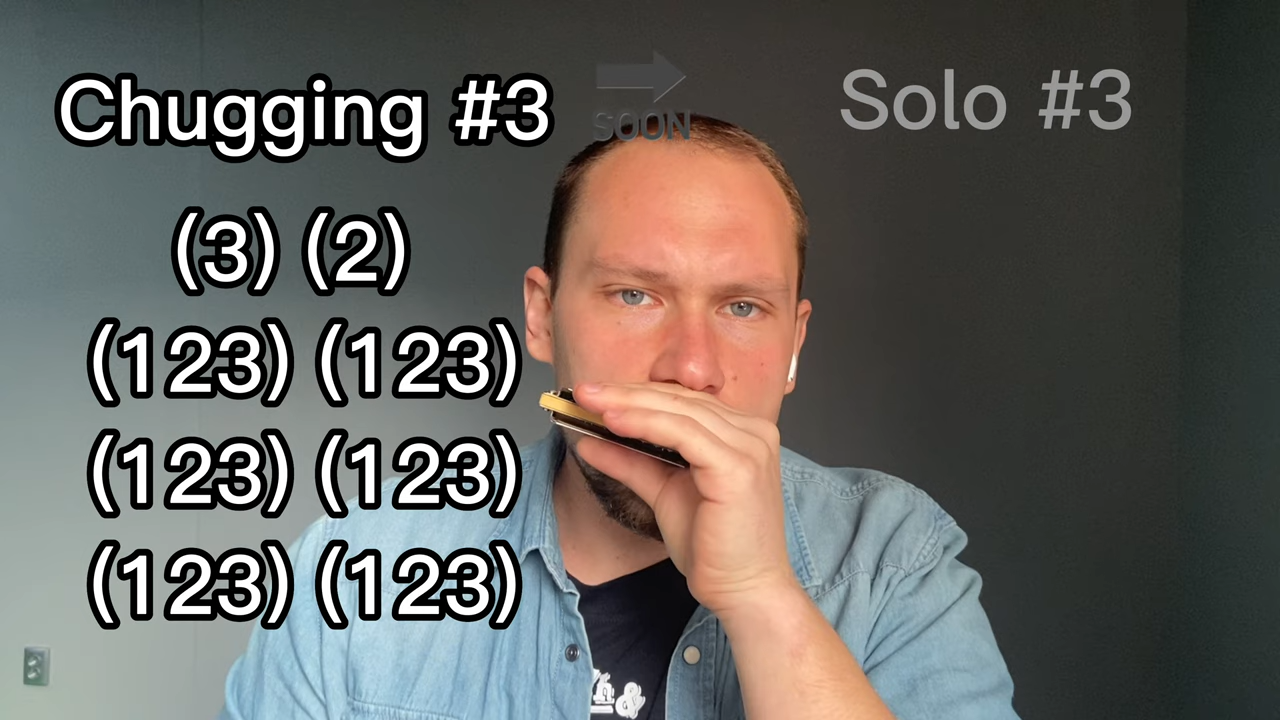 Chugging #3
SOON
Solo #3
(3) (2)
(123) (123)
(123) (123)
(123) (123)
&